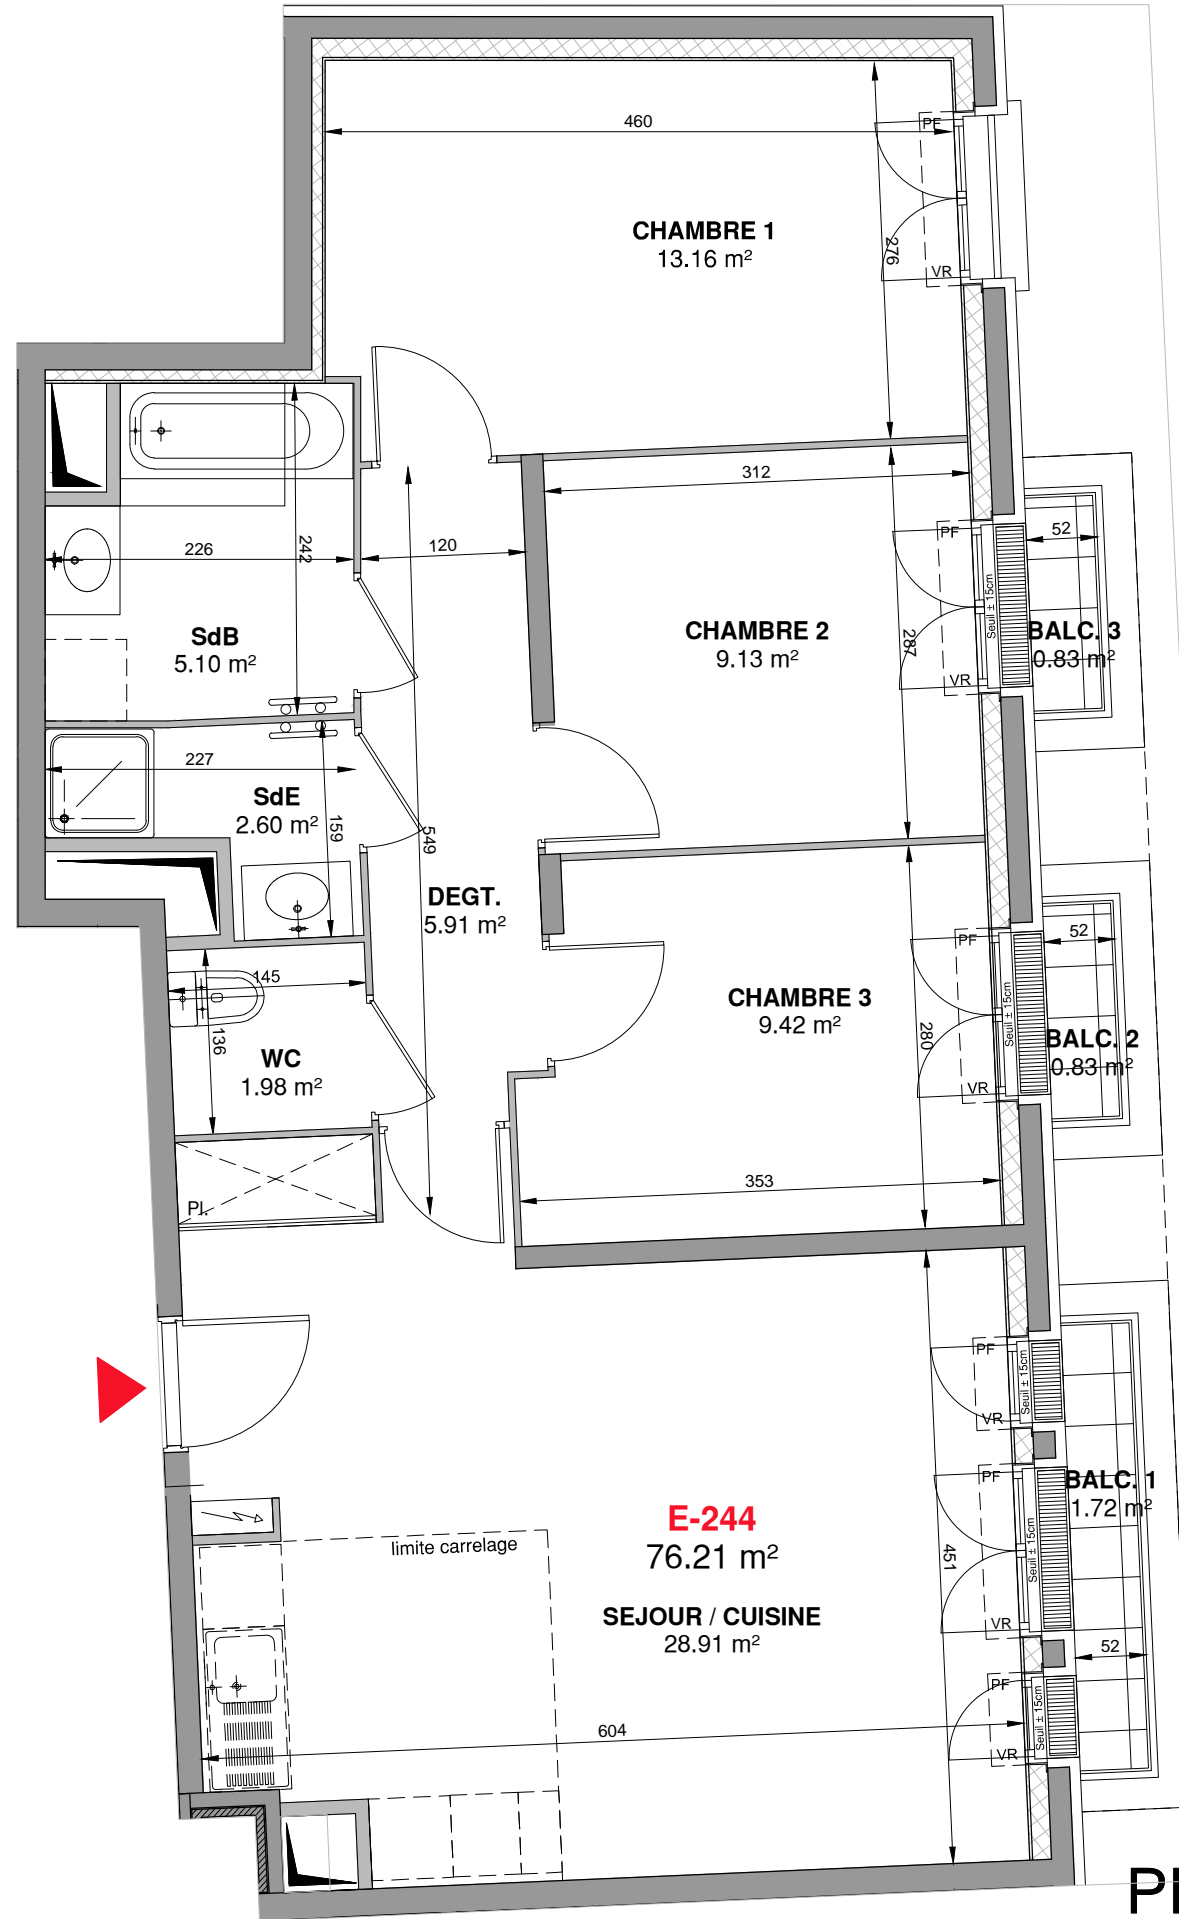 460
PF
CHAMBRE 1
13.16 m²
276
VR
312
PF
52
226
242
120
Seuil ± 15cm
SdB
5.10 m²
CHAMBRE 2
9.13 m²
287
BALC. 3
0.83 m²
VR
227
SdE
2.60 m²
159
549
DEGT.
5.91 m²
PF
52
145
CHAMBRE 3
9.42 m²
Seuil ± 15cm
136
WC
1.98 m²
280
BALC. 2
0.83 m²
VR
353
Pl.
PF
Seuil ± 15cm
VR
PF
BALC. 1
1.72 m²
E-244
76.21 m²
limite carrelage
451
Seuil ± 15cm
SEJOUR / CUISINE
28.91 m²
VR
52
PF
Seuil ± 15cm
604
VR